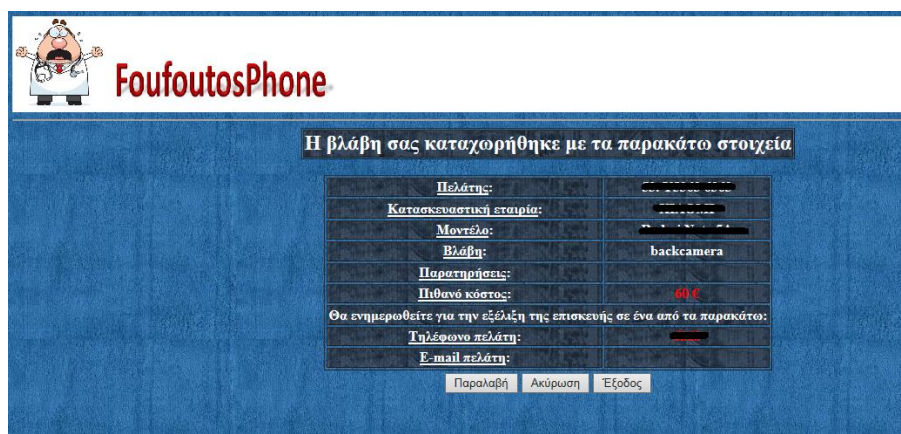 FoufoutosPhone
Η βλάβη σας καταχωρήθηκε με τα παρακάτω στοιχεία
Πελάτης:
Κατασκευαστική εταιρία:
Μοντέλο:
Βλάβη: backcamera
Παρατηρήσεις:
Πιθανό κόστος: 60 €
Θα ενημερωθείτε για την εξέλιξη της επισκευής σε ένα από τα παρακάτω:
Τηλέφωνο πελάτη:
E-mail πελάτη:
Παραλαβή Ακύρωση Έξοδος